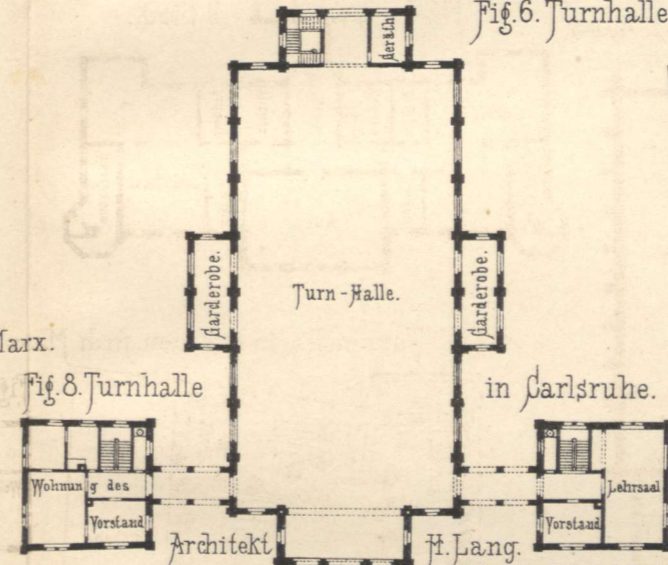 Fig. 6. Turnhalle
Geräth
Garderobe.
Turn-Halle.
Garderobe.
Marx.
Fig. 8. Turnhalle in Carlsruhe.
Wohnung des
Vorstand
Lehrsaal
Vorstand
Architekt H. Lang.